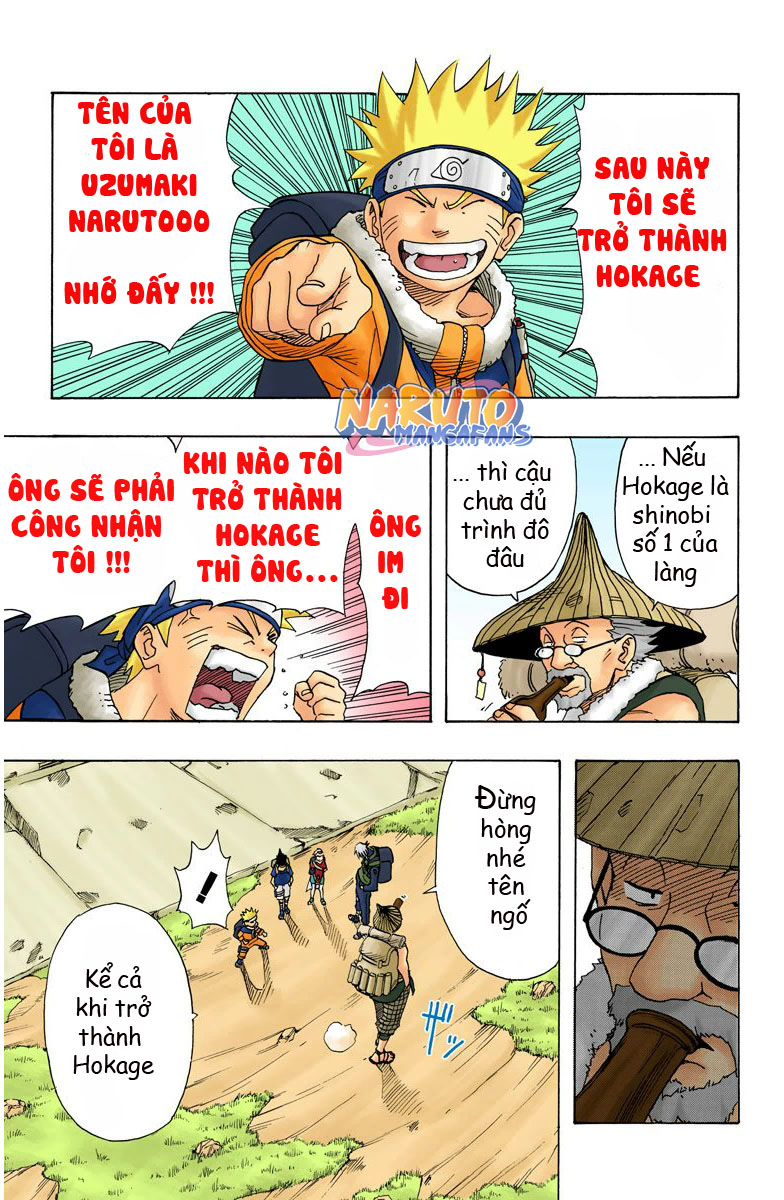 SAU NÀY
TÔI SẼ
TRỞ THÀNH
HOKAGE
TÊN CỦA
TÔI LÀ
UZUMAKI
NARUTOOO
NHỚ ĐẤY !!!
NARUTO
MANGAFANS
... Nếu
Hokage là
shinobi
số 1 của
làng
... thì cậu
chưa đủ
trình đô
đâu
ÔNG
IM
ĐI
KHI NÀO TÔI
TRỞ THÀNH
HOKAGE
THÌ ÔNG...
ÔNG SẼ PHẢI
CÔNG NHẬN
TÔI !!!
Đừng
hòng
nhé
tên
ngố
!
Kể cả
khi trở
thành
Hokage
ザッ